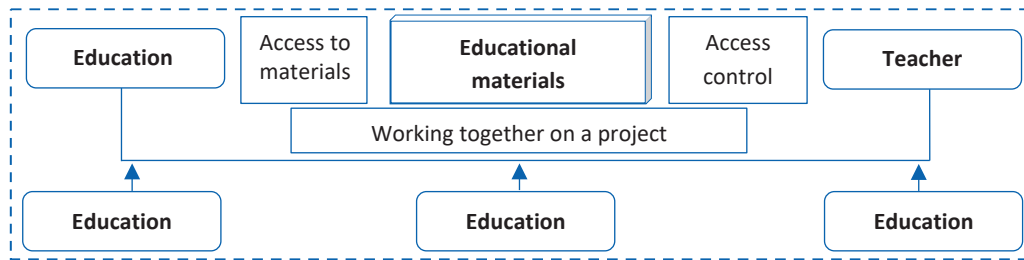 Education
Access to
materials
Educational
materials
Access
control
Teacher
Working together on a project
Education
Education
Education